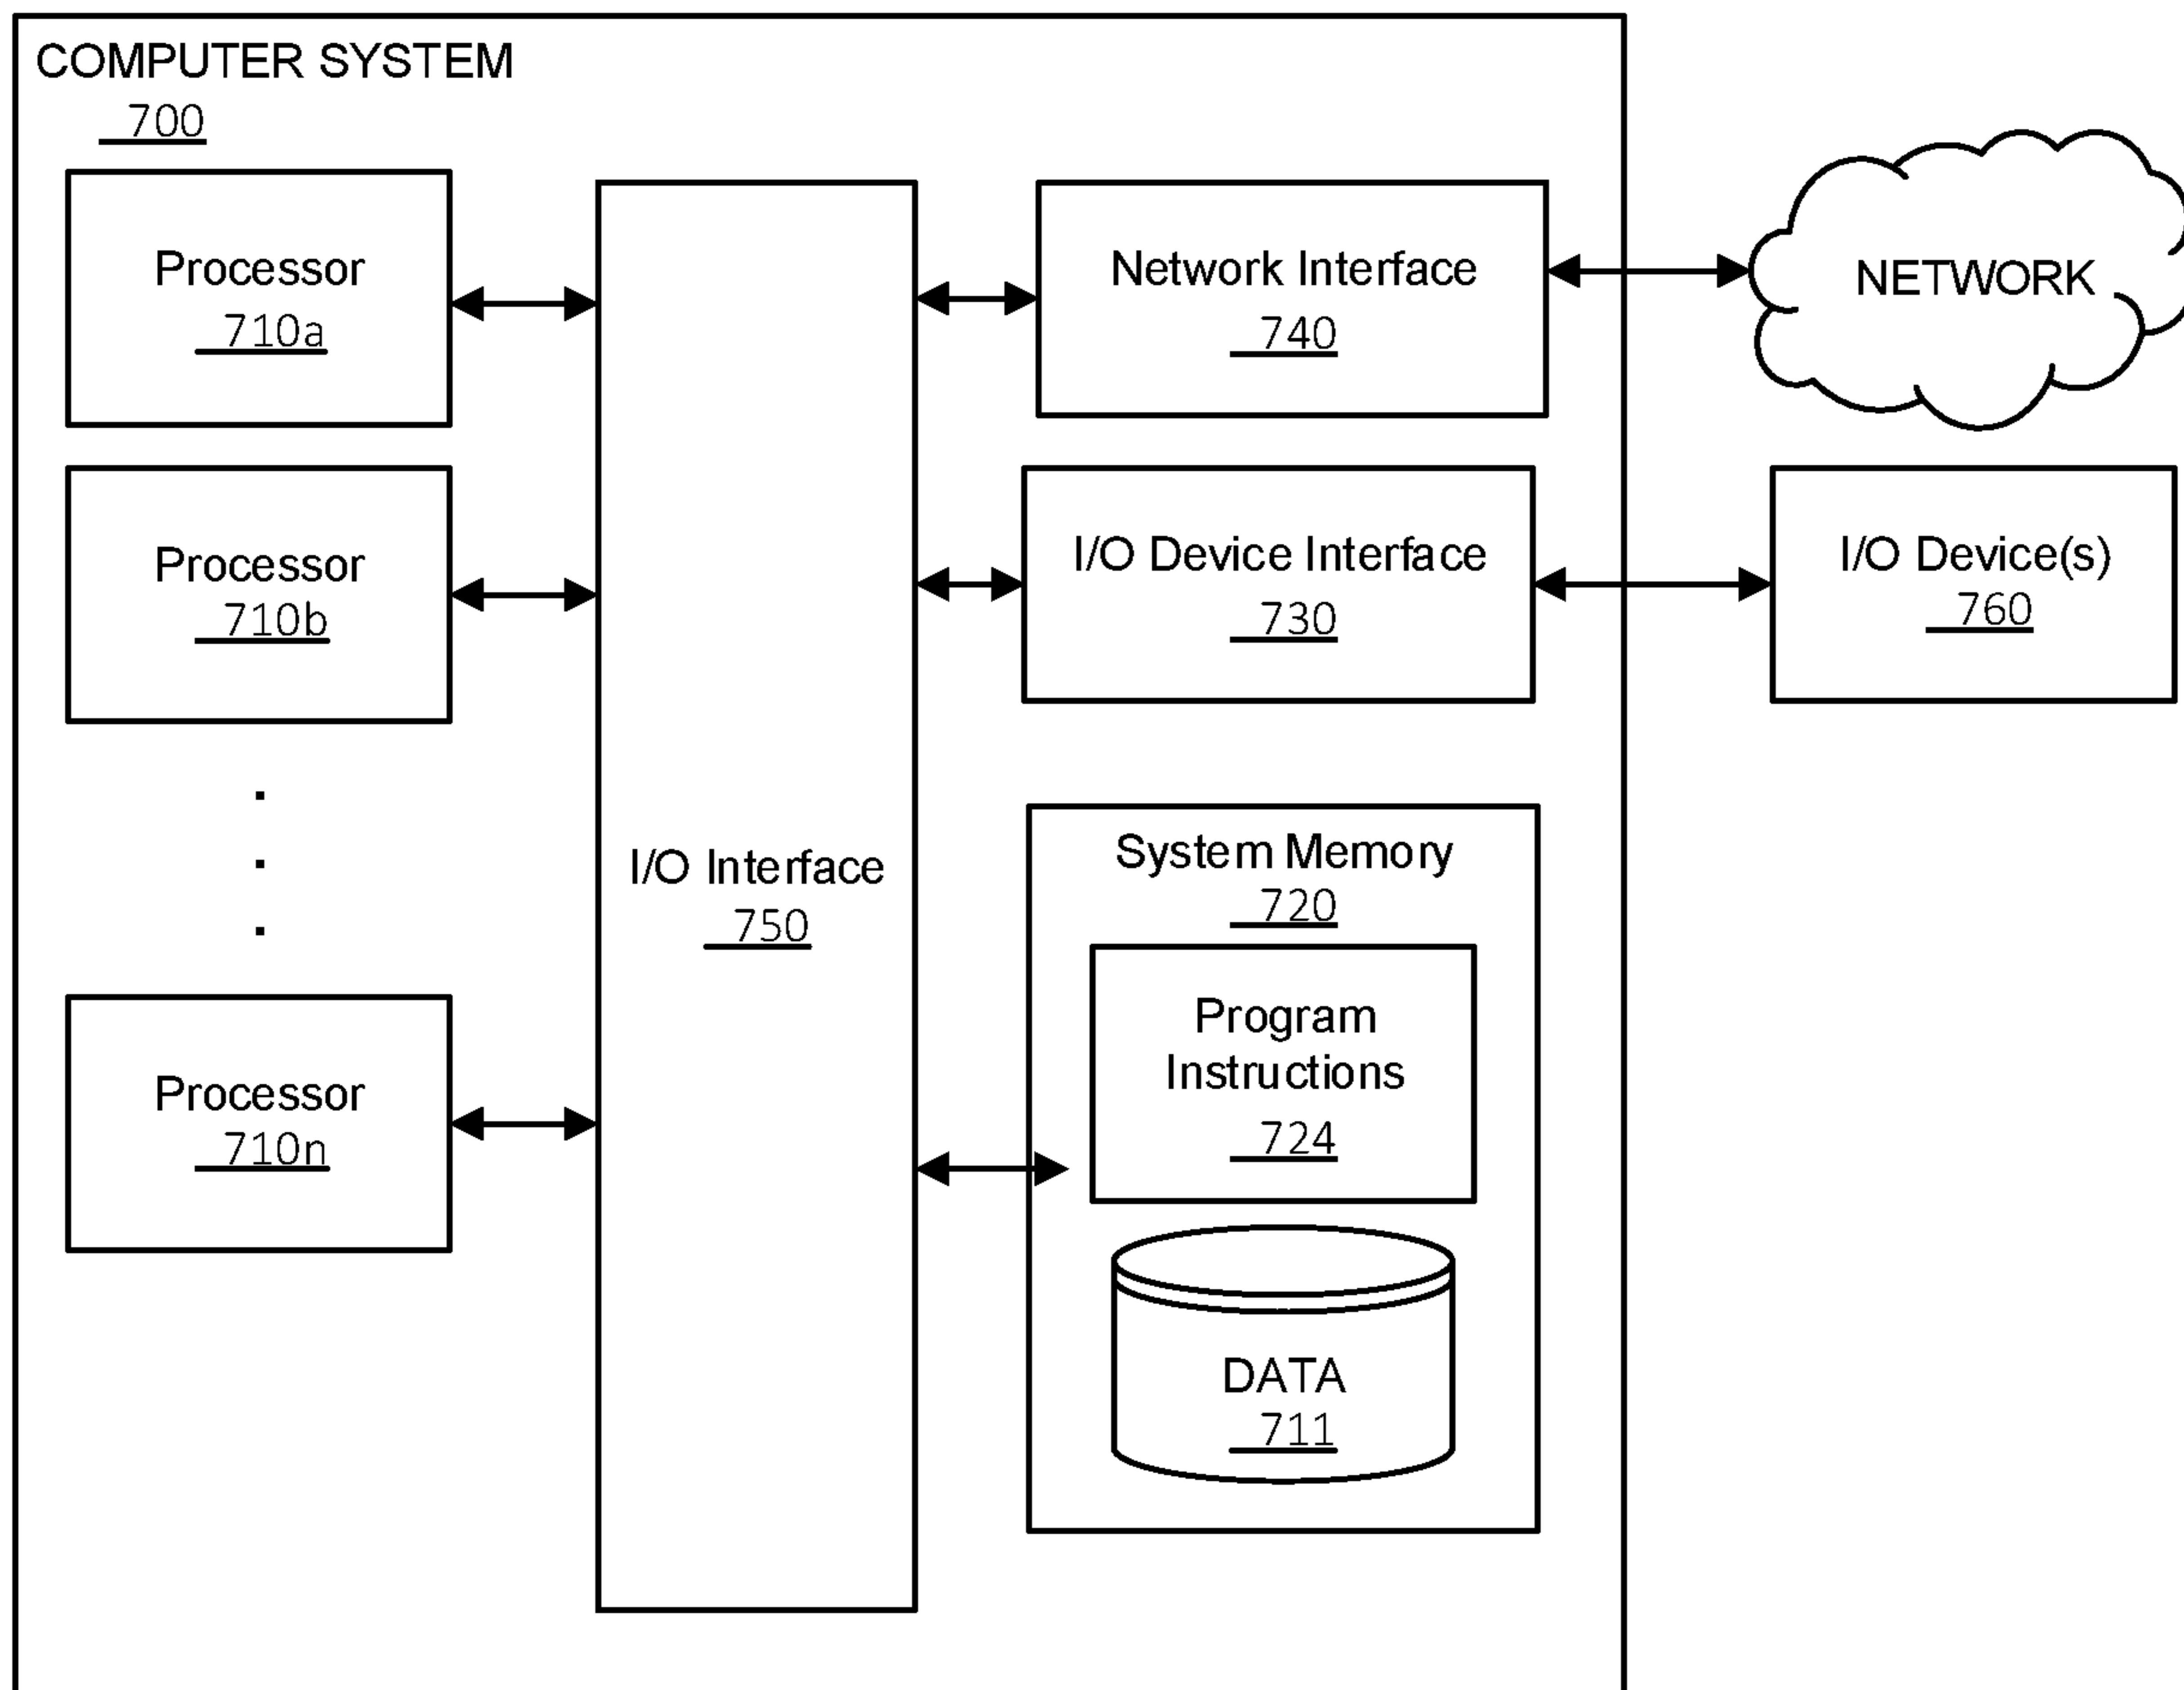 COMPUTER SYSTEM
700
Processor
710a
Processor
710b
.
.
.
Processor
710n
I/O Interface
750
Network Interface
740
I/O Device Interface
730
System Memory
720
Program
Instructions
724
DATA
711
NETWORK
I/O Device(s)
760